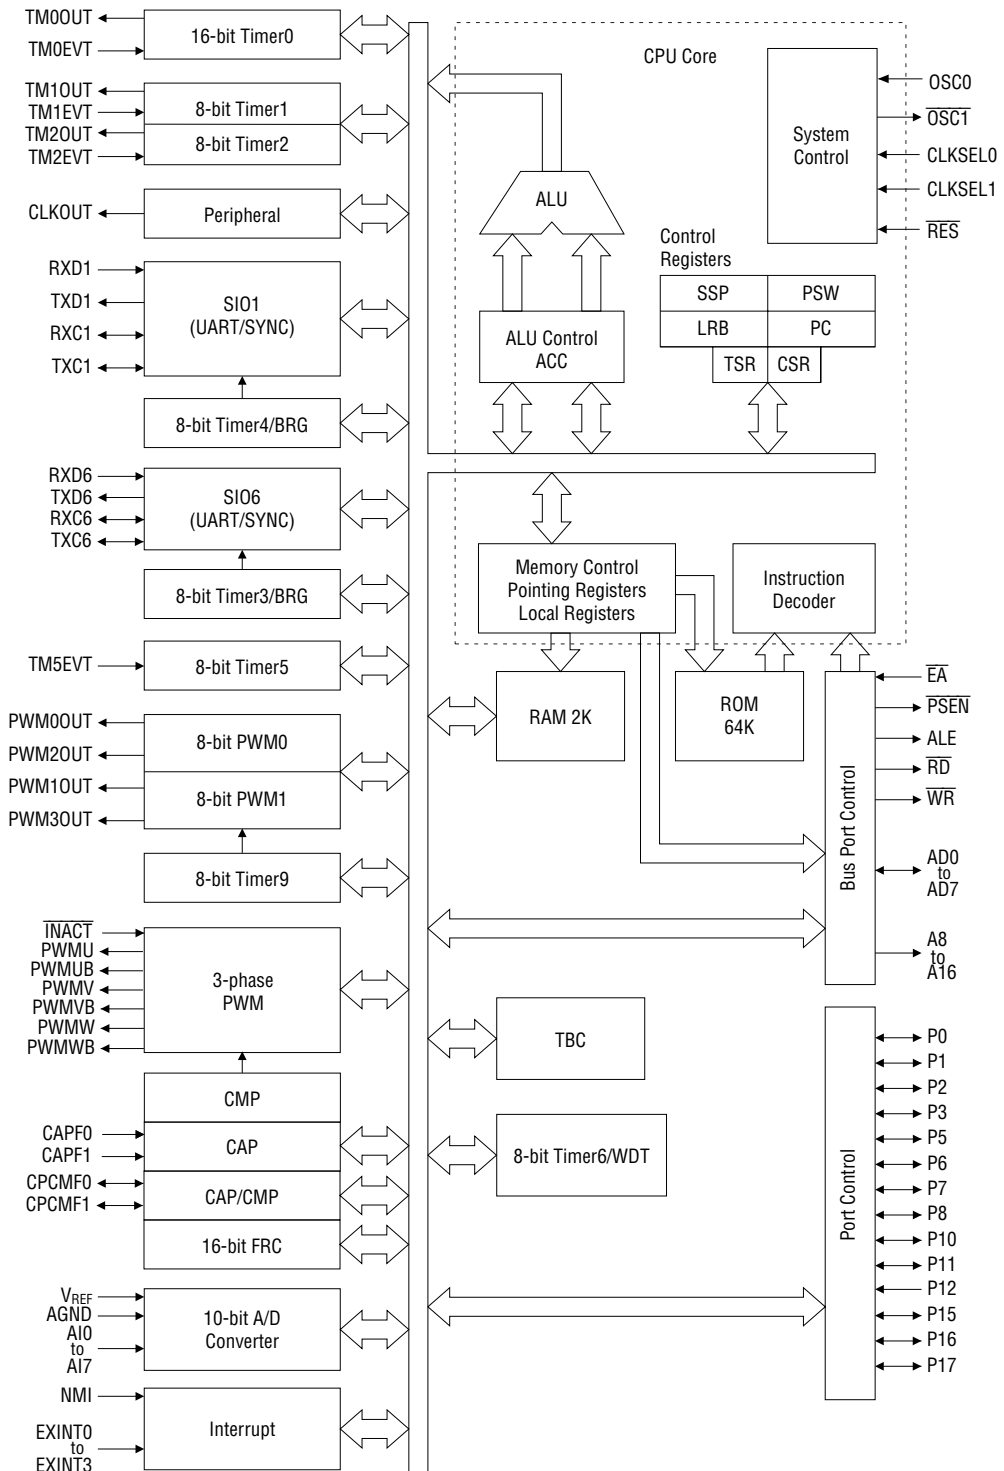 TM0OUT
TM0EVT
16-bit Timer0
TM1OUT
TM1EVT
TM2OUT
TM2EVT
8-bit Timer1
8-bit Timer2
CLKOUT
Peripheral
RXD1
TXD1
RXC1
TXC1
SIO1
(UART/SYNC)
8-bit Timer4/BRG
RXD6
TXD6
RXC6
TXC6
SIO6
(UART/SYNC)
8-bit Timer3/BRG
TM5EVT
8-bit Timer5
PWM0OUT
PWM2OUT
PWM1OUT
PWM3OUT
8-bit PWM0
8-bit PWM1
8-bit Timer9
INACT
PWMU
PWMUB
PWMV
PWMVB
PWMW
PWMWB
3-phase
PWM
CMP
CAPF0
CAPF1
CAP
CPCMF0
CPCMF1
CAP/CMP
16-bit FRC
VREF
AGND
AI0
to
AI7
10-bit A/D
Converter
NMI
EXINT0
to
EXINT3
Interrupt
CPU Core
System
Control
OSC0
OSC1
CLKSEL0
CLKSEL1
RES
ALU
ALU Control
ACC
Control
Registers
SSP
PSW
LRB
PC
TSR
CSR
Memory Control
Pointing Registers
Local Registers
Instruction
Decoder
RAM 2K
ROM
64K
Bus Port Control
EA
PSEN
ALE
RD
WR
AD0
to
AD7
A8
to
A16
TBC
8-bit Timer6/WDT
Port Control
P0
P1
P2
P3
P5
P6
P7
P8
P10
P11
P12
P15
P16
P17